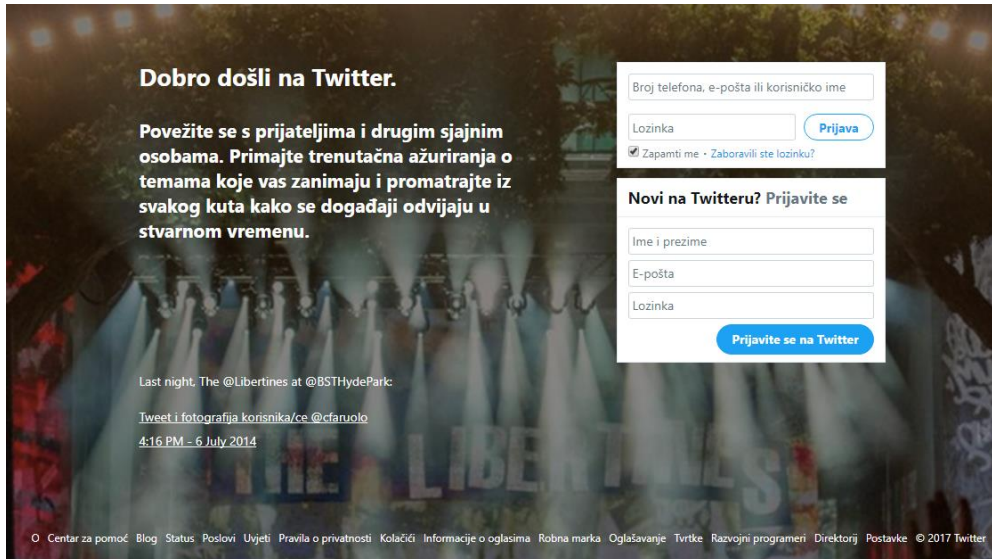 Dobro došli na Twitter.
Povežite se s prijateljima i drugim sjajnim
osobama. Primajte trenutačna ažuriranja o
temama koje vas zanimaju i promatrajte iz
svakog kuta kako se događaji odvijaju u
stvarnom vremenu.
Last night, The @Libertines at @BSTHydePark:
Tweet i fotografija korisnika/ce @cfaruolo
4:16 PM - 6 July 2014
Broj telefona, e-pošta ili korisničko ime
Lozinka Prijava
Zapamti me · Zaboravili ste lozinku?
Novi na Twitteru? Prijavite se
Ime i prezime
E-pošta
Lozinka
Prijavite se na Twitter
THE LIBERTINES
O Centar za pomoć Blog Status Poslovi Uvjeti Pravila o privatnosti Kolačići Informacije o oglasima Robna marka Oglašavanje Tvrtke Razvojni programeri Direktorij Postavke © 2017 Twitter